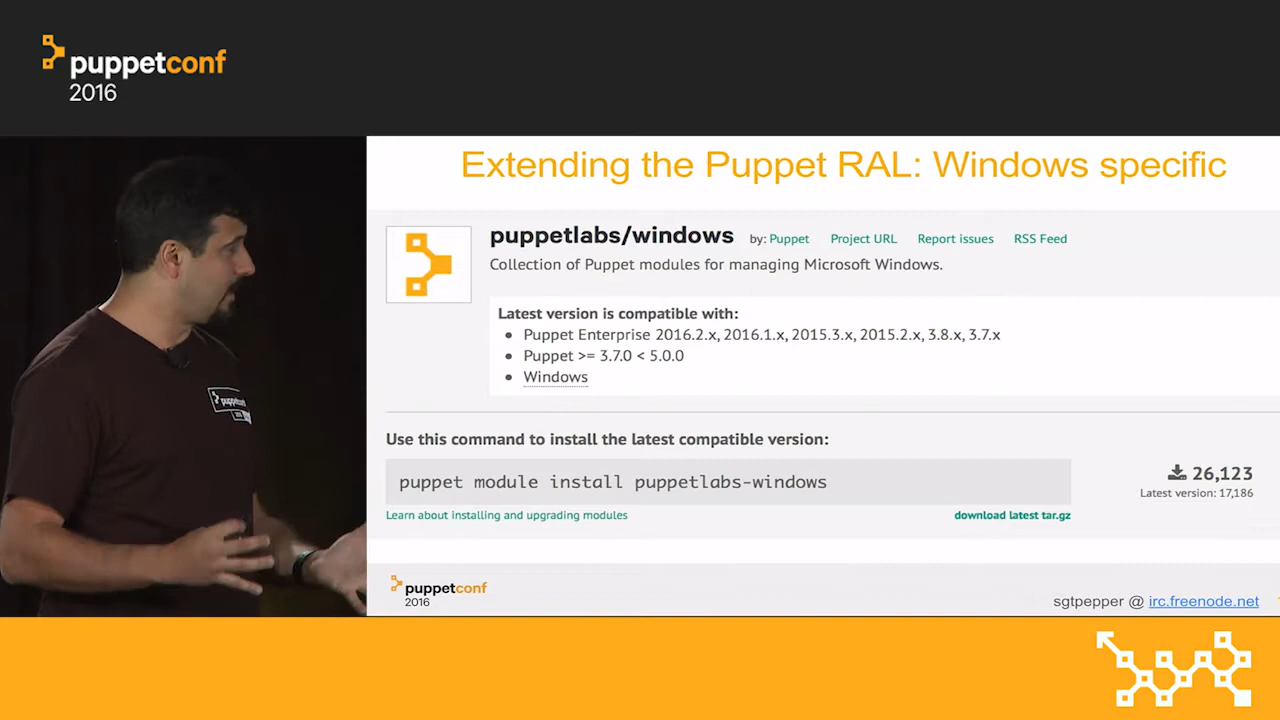 puppetconf
2016
Extending the Puppet RAL: Windows specific
puppetlabs/windows by: Puppet Project URL Report issues RSS Feed
Collection of Puppet modules for managing Microsoft Windows.
Latest version is compatible with:
• Puppet Enterprise 2016.2.x, 2016.1.x, 2015.3.x, 2015.2.x, 3.8.x, 3.7.x
• Puppet >= 3.7.0 < 5.0.0
• Windows
Use this command to install the latest compatible version:
puppet module install puppetlabs-windows
26,123
Latest version: 17,186
Learn about installing and upgrading modules
download latest tar.gz
puppetconf
2016
sgtpepper @ irc.freenode.net
puppetconf